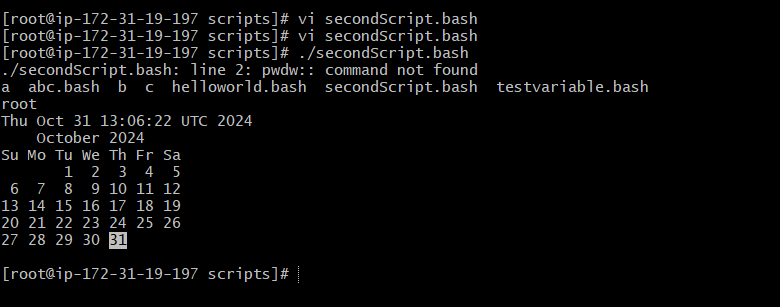 [root@ip-172-31-19-197 scripts]# vi secondScript.bash
[root@ip-172-31-19-197 scripts]# vi secondScript.bash
[root@ip-172-31-19-197 scripts]# ./secondScript.bash
./secondScript.bash: line 2: pwdw:: command not found
a  abc.bash  b  c  helloworld.bash  secondScript.bash  testvariable.bash
root
Thu Oct 31 13:06:22 UTC 2024
    October 2024
Su Mo Tu We Th Fr Sa
       1  2  3  4  5
 6  7  8  9 10 11 12
13 14 15 16 17 18 19
20 21 22 23 24 25 26
27 28 29 30 31
[root@ip-172-31-19-197 scripts]#